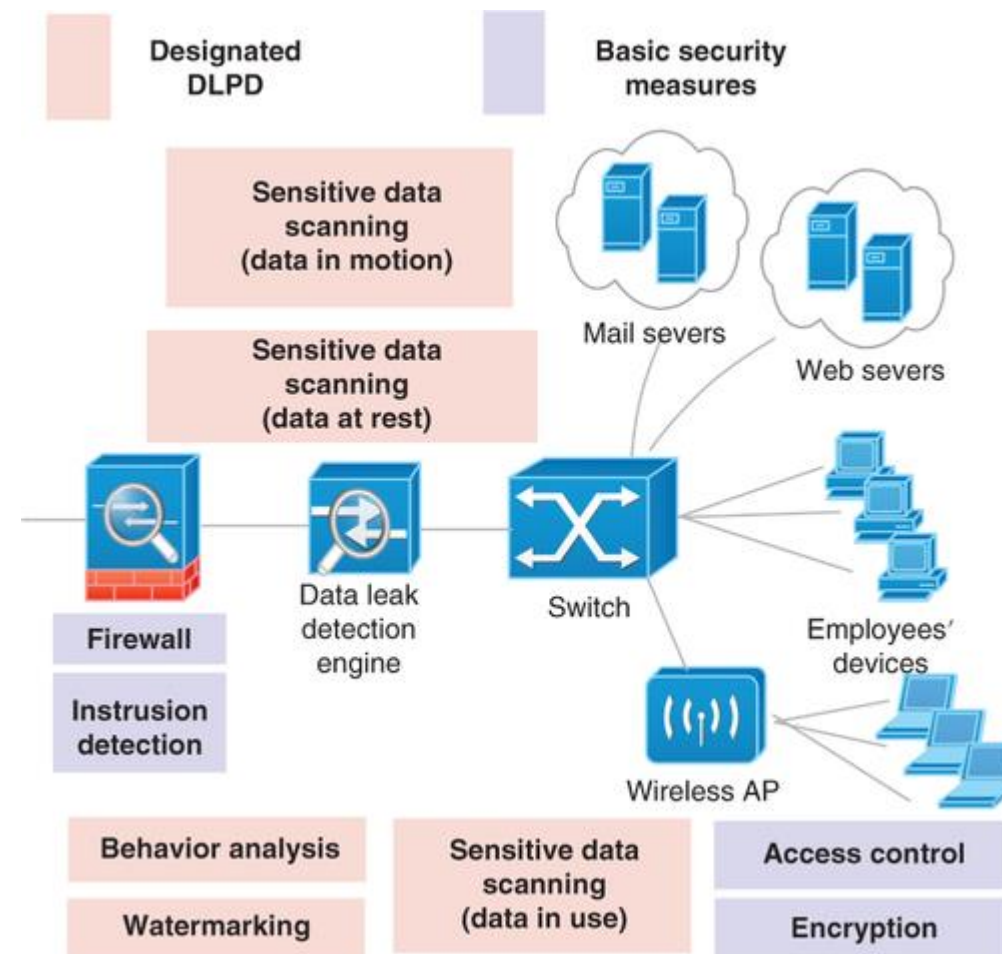 Designated
DLPD
Basic security
measures
Sensitive data
scanning
(data in motion)
Mail severs
Web severs
Sensitive data
scanning
(data at rest)
Data leak
detection
engine
Switch
Employees′
devices
Firewall
Instrusion
detection
Wireless AP
Behavior analysis
Watermarking
Sensitive data
scanning
(data in use)
Access control
Encryption